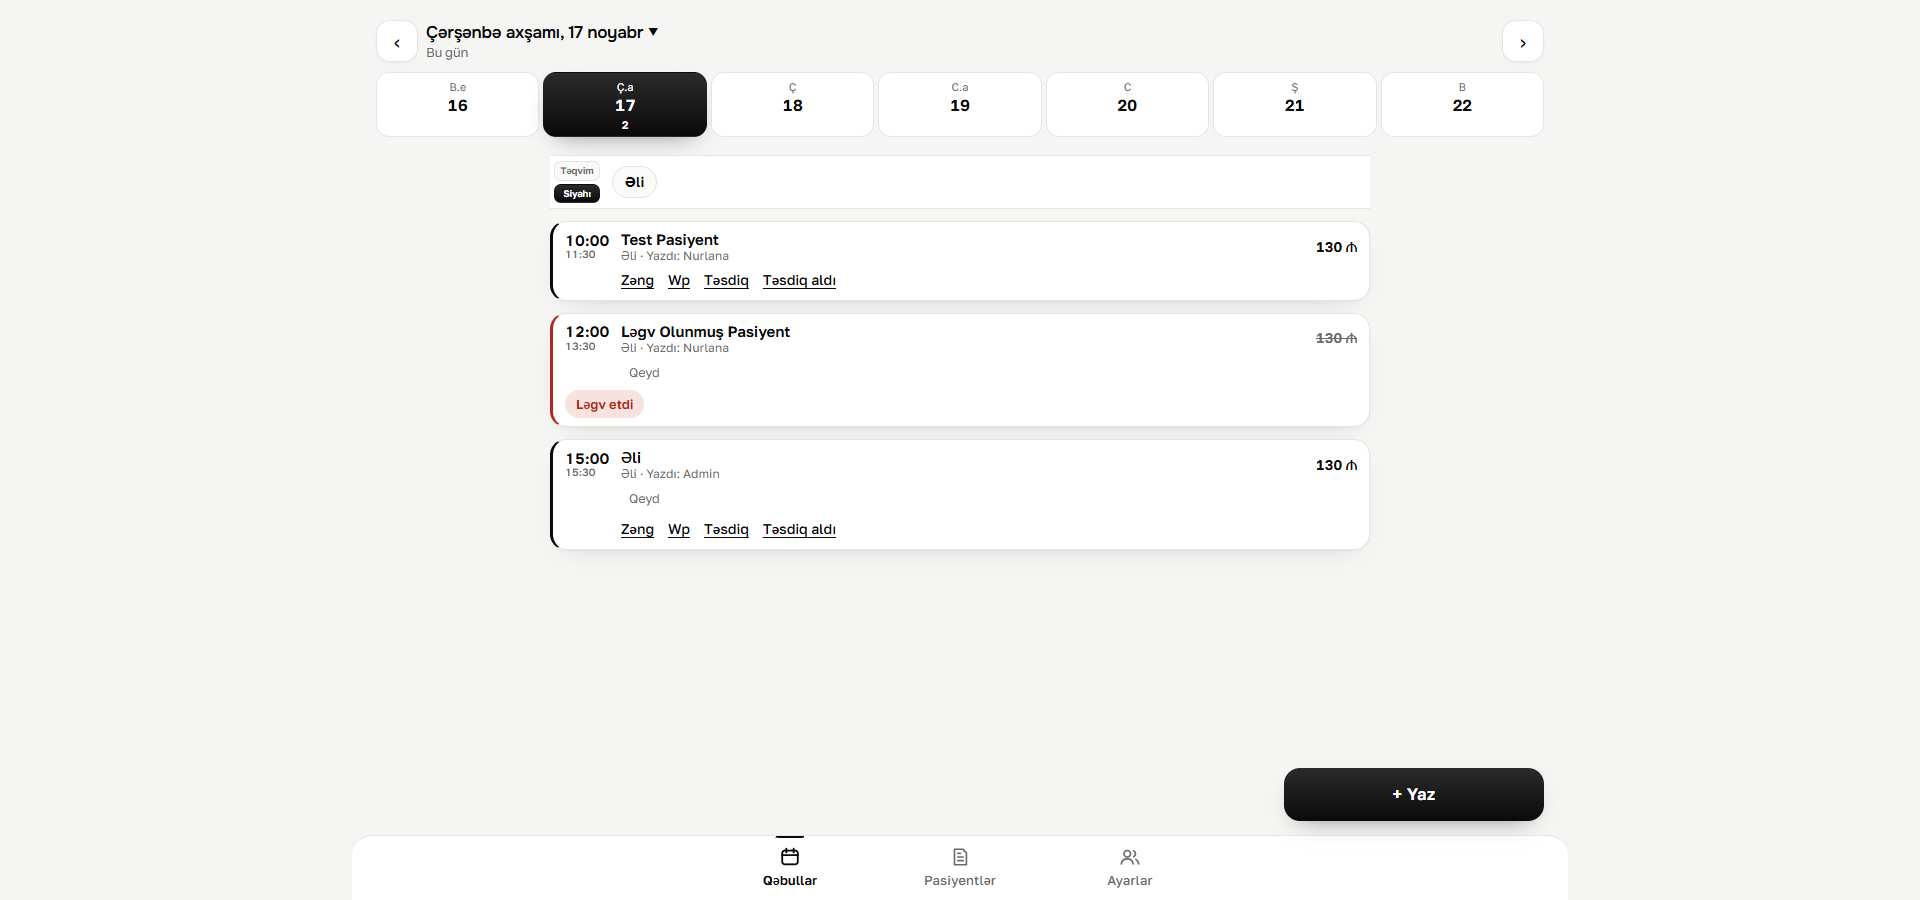 ‹
Çərşənbə axşamı, 17 noyabr ▼
Bu gün
›
B.e
16
Ç.a
17
2
Ç
18
C.a
19
C
20
Ş
21
B
22
Təqvim
Siyahı
Əli
10:00 Test Pasiyent
11:30 Əli · Yazdı: Nurlana
130 ₼
Zəng Wp Təsdiq Təsdiq aldı
12:00 Ləgv Olunmuş Pasiyent
13:30 Əli · Yazdı: Nurlana
130 ₼
Qeyd
Ləgv etdi
15:00 Əli
15:30 Əli · Yazdı: Admin
130 ₼
Qeyd
Zəng Wp Təsdiq Təsdiq aldı
+ Yaz
Qəbullar
Pasiyentlər
Ayarlar